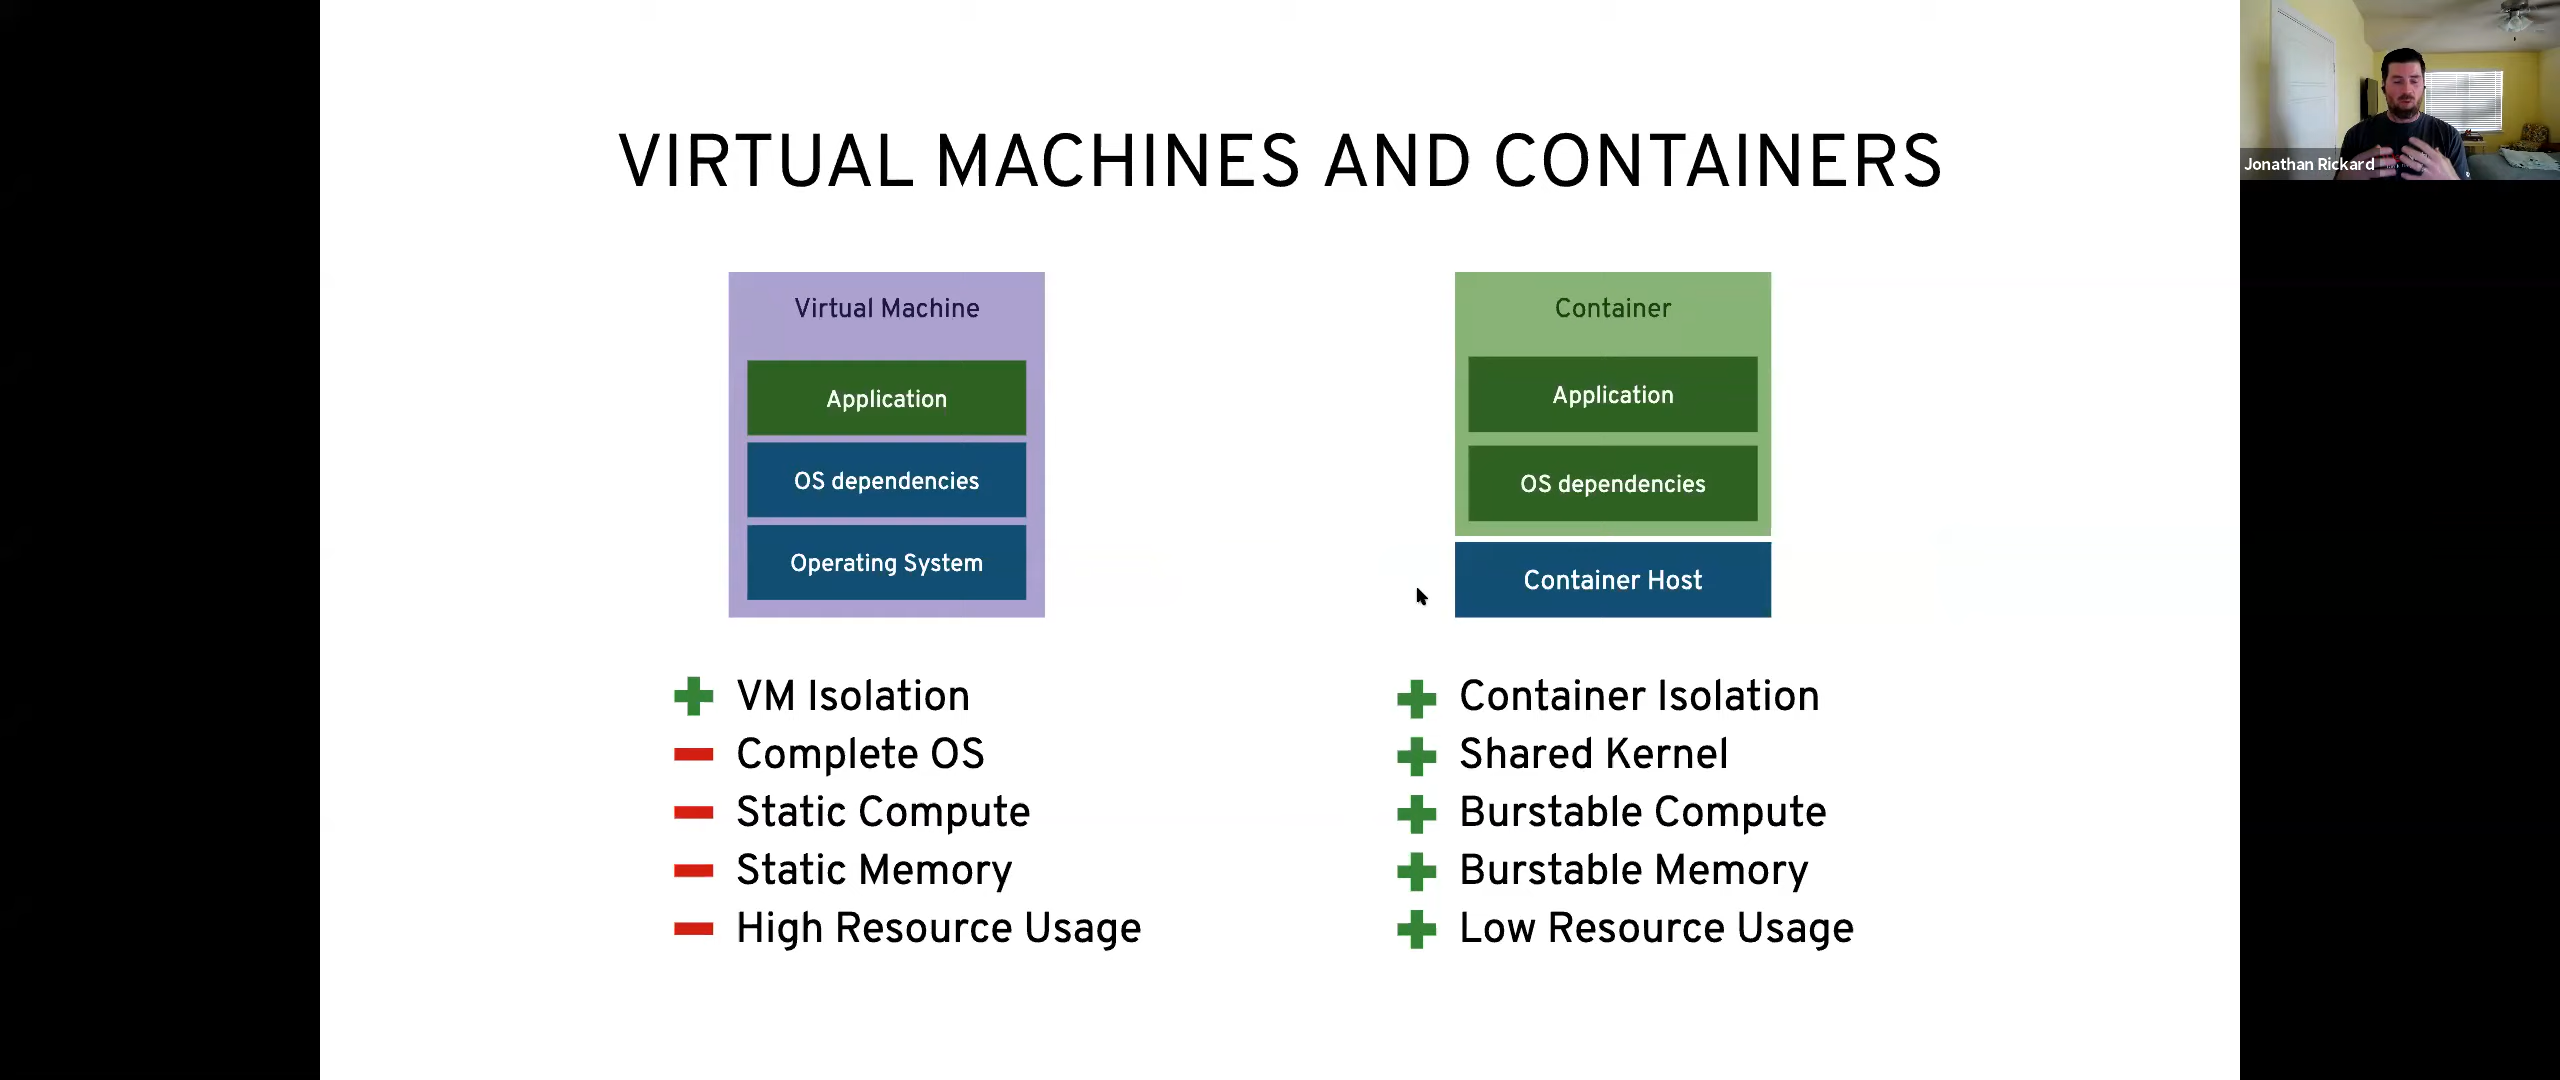 VIRTUAL MACHINES AND CONTAINERS
Virtual Machine
Application
OS dependencies
Operating System
VM Isolation
Complete OS
Static Compute
Static Memory
High Resource Usage
Container
Application
OS dependencies
Container Host
Container Isolation
Shared Kernel
Burstable Compute
Burstable Memory
Low Resource Usage
Jonathan Rickard